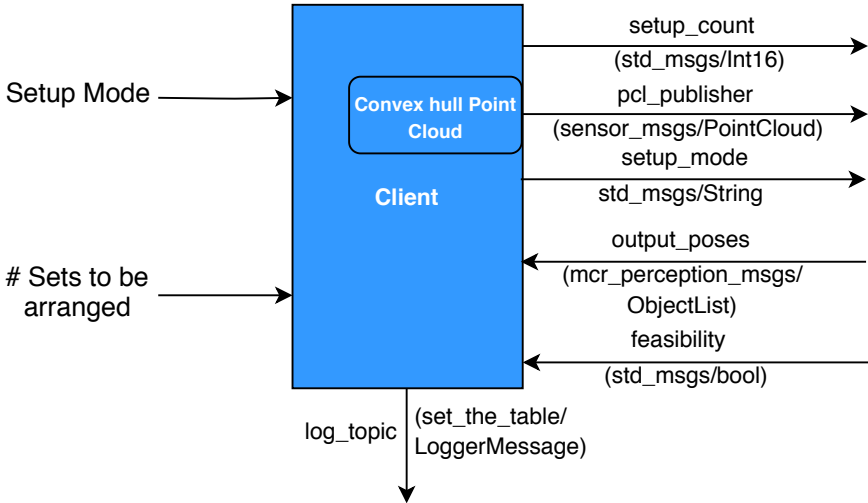 Setup Mode
# Sets to be
arranged
Convex hull Point
Cloud
Client
setup_count
(std_msgs/Int16)
pcl_publisher
(sensor_msgs/PointCloud)
setup_mode
std_msgs/String
output_poses
(mcr_perception_msgs/
ObjectList)
feasibility
(std_msgs/bool)
log_topic
(set_the_table/
LoggerMessage)